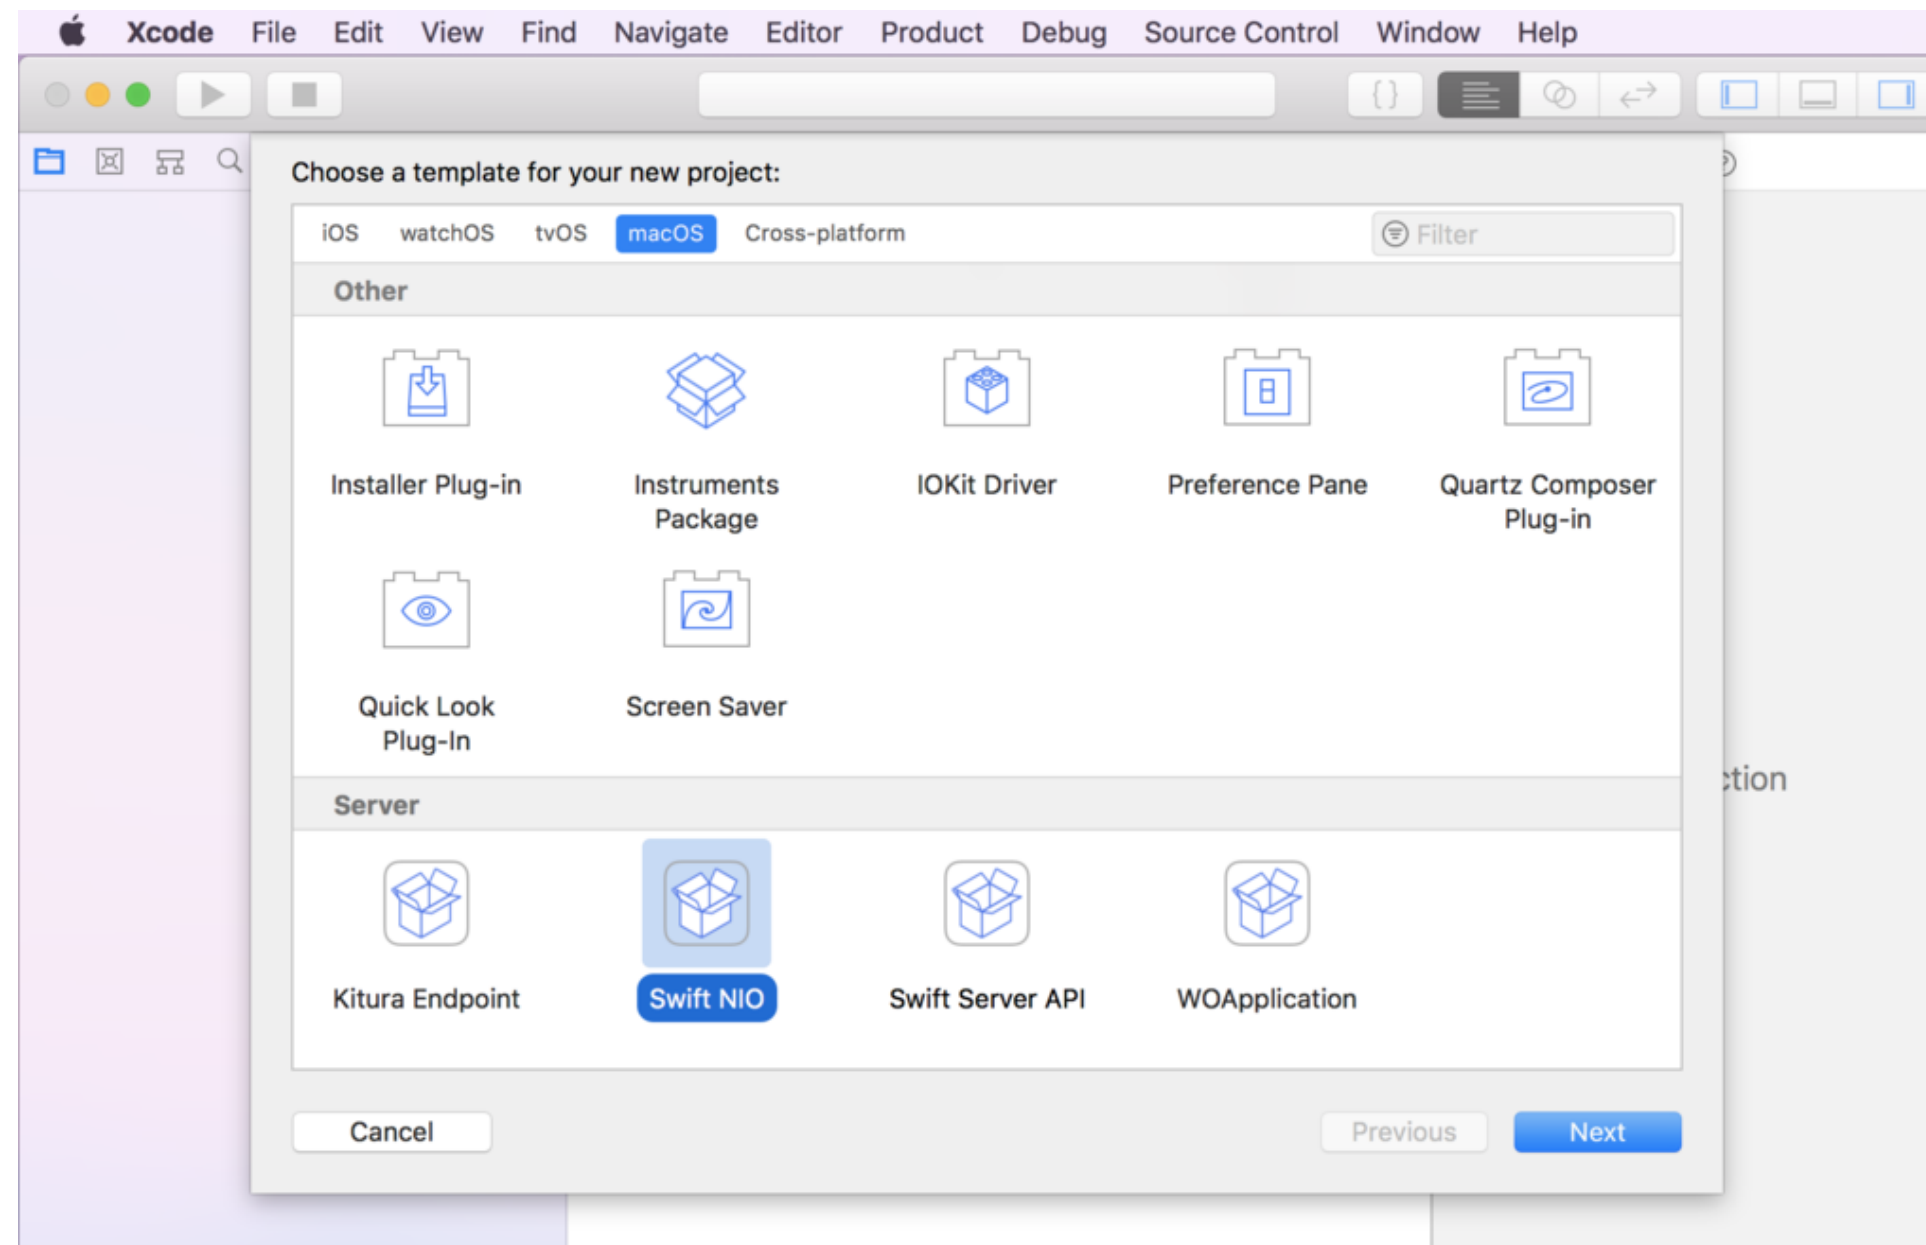 Xcode File Edit View Find Navigate Editor Product Debug Source Control Window Help
Choose a template for your new project:
iOS watchOS tvOS macOS Cross-platform Filter
Other
Installer Plug-in
Instruments
Package
IOKit Driver
Preference Pane
Quartz Composer
Plug-in
Quick Look
Plug-In
Screen Saver
ction
Server
Kitura Endpoint
Swift NIO
Swift Server API
WOApplication
Cancel Previous Next